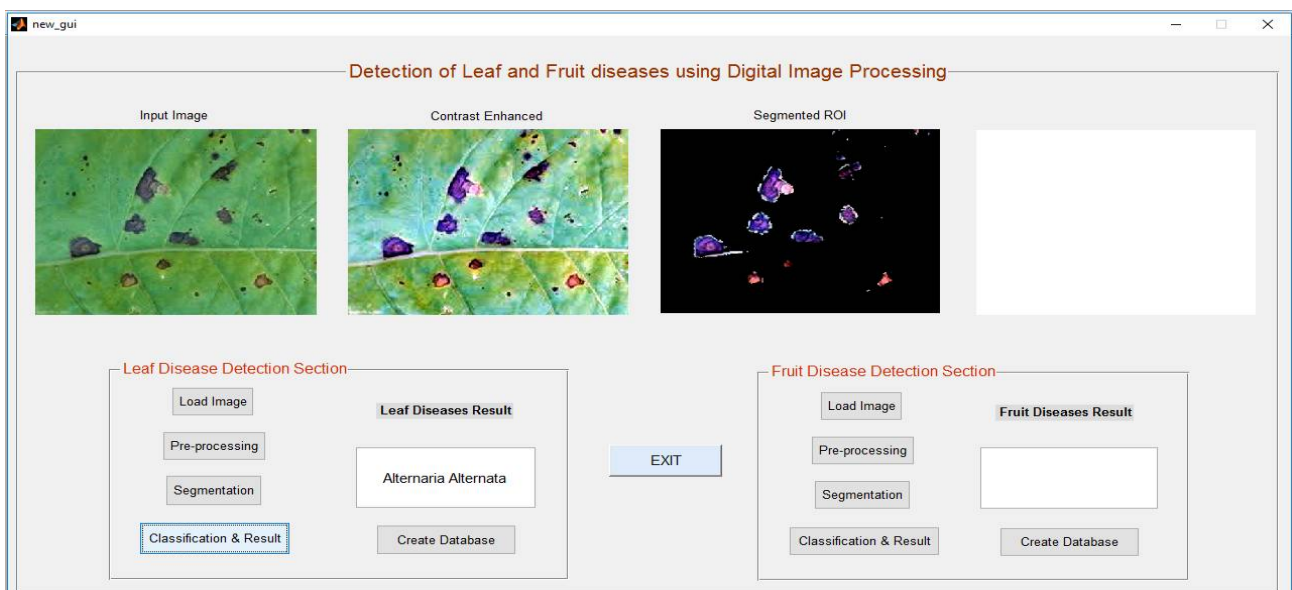 new_gui
Detection of Leaf and Fruit diseases using Digital Image Processing
Input Image
Contrast Enhanced
Segmented ROI
Leaf Disease Detection Section
Load Image
Leaf Diseases Result
Pre-processing
Alternaria Alternata
Segmentation
Classification & Result
Create Database
EXIT
Fruit Disease Detection Section
Load Image
Fruit Diseases Result
Pre-processing
Segmentation
Classification & Result
Create Database